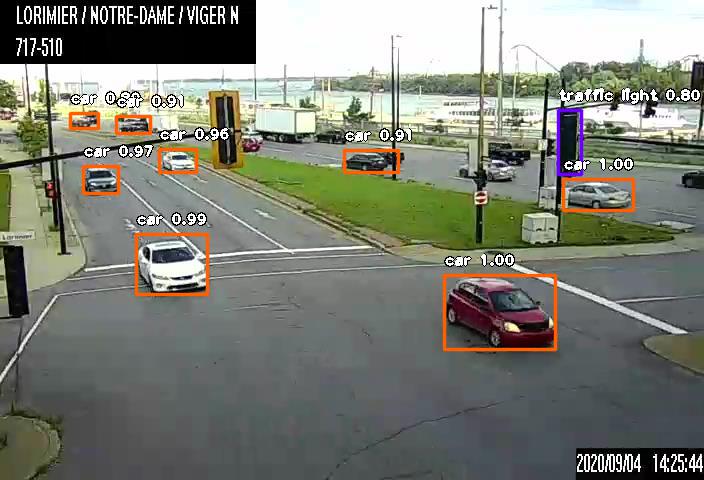 LORIMIER / NOTRE-DAME / VIGER N
717-510
car 0.91
traffic light 0.80
car 0.96
car 0.91
car 0.97
car 1.00
Lorimier
car 0.99
car 1.00
2020/09/04 14:25:44